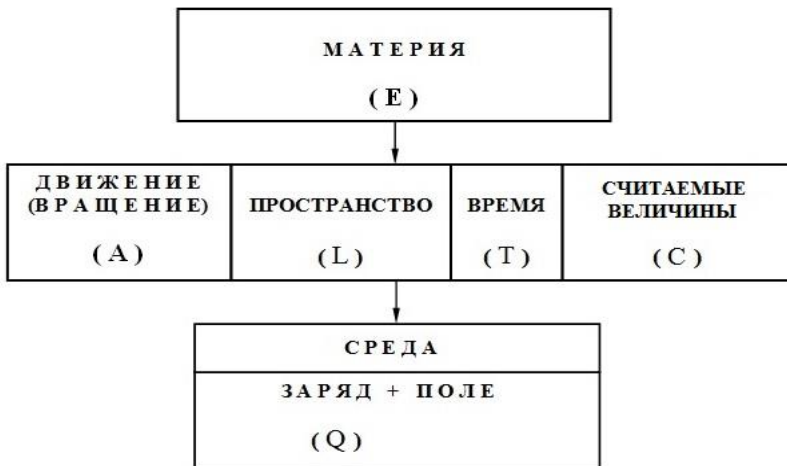 МАТЕРИЯ
(E)
ДВИЖЕНИЕ
(ВРАЩЕНИЕ)
(A)
ПРОСТРАНСТВО
(L)
ВРЕМЯ
(T)
СЧИТАЕМЫЕ
ВЕЛИЧИНЫ
(C)
СРЕДА
ЗАРЯД + ПОЛЕ
(Q)